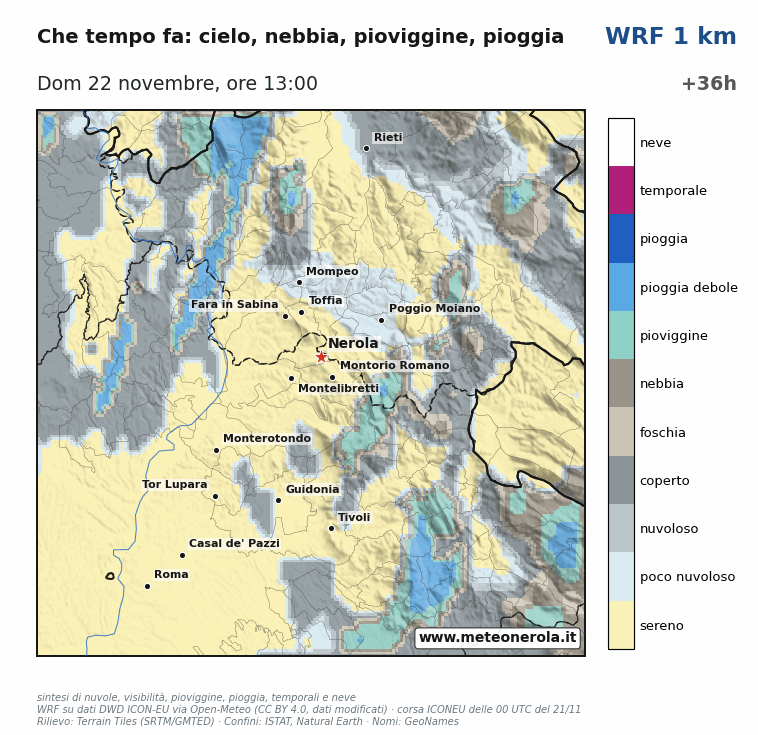 Che tempo fa: cielo, nebbia, pioviggine, pioggia
WRF 1 km
Dom 22 novembre, ore 13:00
+36h
Rieti
Mompeo
Fara in Sabina
Toffia
Poggio Moiano
Nerola
Montorio Romano
Montelibretti
Monterotondo
Tor Lupara
Guidonia
Tivoli
Casal de' Pazzi
Roma
www.meteonerola.it
neve
temporale
pioggia
pioggia debole
pioviggine
nebbia
foschia
coperto
nuvoloso
poco nuvoloso
sereno
sintesi di nuvole, visibilità, pioviggine, pioggia, temporali e neve
WRF su dati DWD ICON-EU via Open-Meteo (CC BY 4.0, dati modificati) · corsa ICONEU delle 00 UTC del 21/11
Rilievo: Terrain Tiles (SRTM/GMTED) · Confini: ISTAT, Natural Earth · Nomi: GeoNames